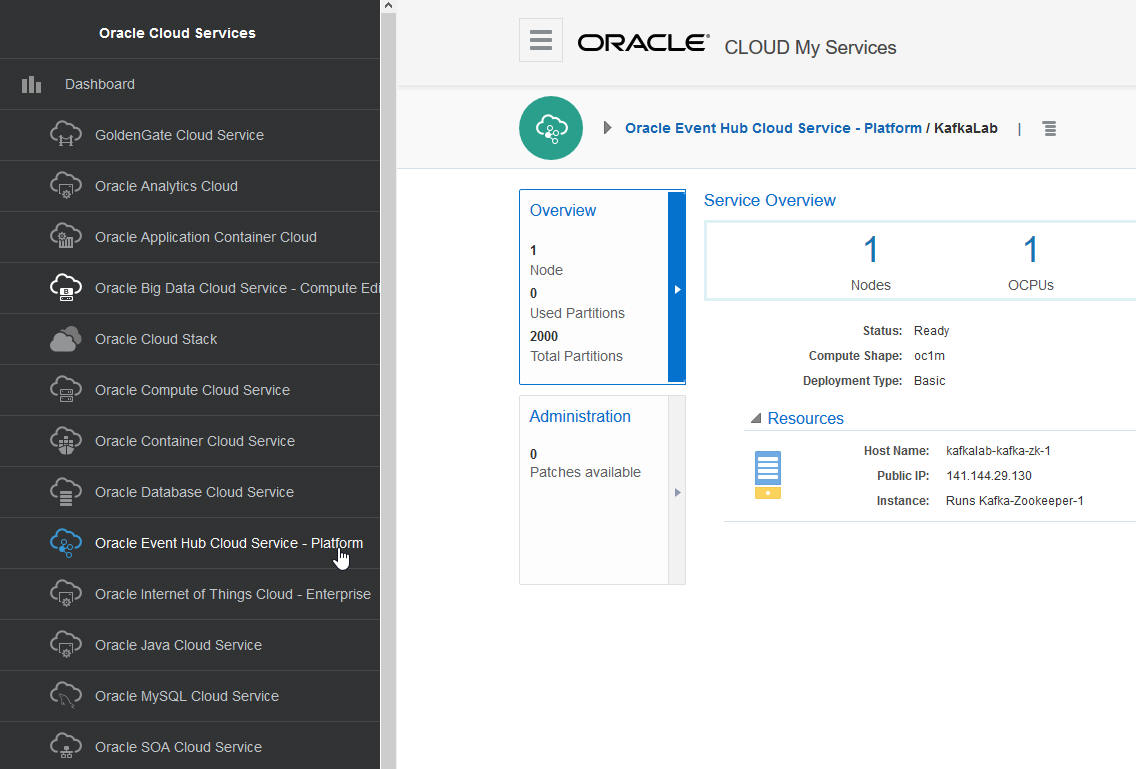 Oracle Cloud Services
Dashboard
GoldenGate Cloud Service
Oracle Analytics Cloud
Oracle Application Container Cloud
Oracle Big Data Cloud Service - Compute Edi
Oracle Cloud Stack
Oracle Compute Cloud Service
Oracle Container Cloud Service
Oracle Database Cloud Service
Oracle Event Hub Cloud Service - Platform
Oracle Internet of Things Cloud - Enterprise
Oracle Java Cloud Service
Oracle MySQL Cloud Service
Oracle SOA Cloud Service
ORACLE® CLOUD My Services
Oracle Event Hub Cloud Service - Platform / KafkaLab |
Overview
1
Node
0
Used Partitions
2000
Total Partitions
Administration
0
Patches available
Service Overview
1 1
Nodes OCPUs
Status: Ready
Compute Shape: oc1m
Deployment Type: Basic
Resources
Host Name: kafkalab-kafka-zk-1
Public IP: 141.144.29.130
Instance: Runs Kafka-Zookeeper-1